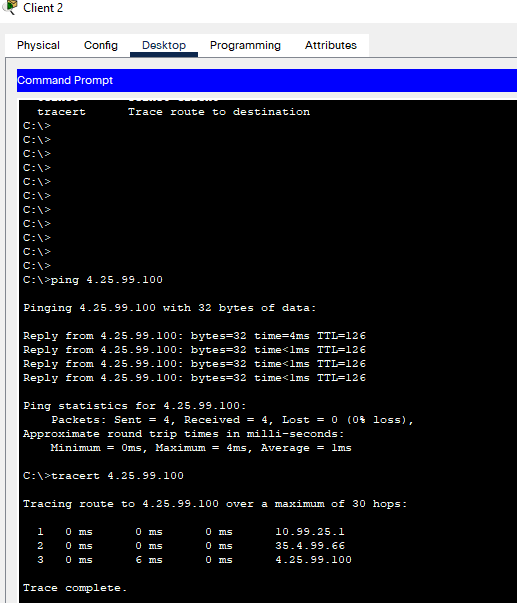 Client 2
Physical Config Desktop Programming Attributes
Command Prompt
tracert Trace route to destination
C:\>
C:\>
C:\>
C:\>
C:\>
C:\>
C:\>
C:\>
C:\>
C:\>
C:\>
C:\>ping 4.25.99.100
Pinging 4.25.99.100 with 32 bytes of data:
Reply from 4.25.99.100: bytes=32 time=4ms TTL=126
Reply from 4.25.99.100: bytes=32 time<1ms TTL=126
Reply from 4.25.99.100: bytes=32 time<1ms TTL=126
Reply from 4.25.99.100: bytes=32 time<1ms TTL=126
Ping statistics for 4.25.99.100:
Packets: Sent = 4, Received = 4, Lost = 0 (0% loss),
Approximate round trip times in milli-seconds:
Minimum = 0ms, Maximum = 4ms, Average = 1ms
C:\>tracert 4.25.99.100
Tracing route to 4.25.99.100 over a maximum of 30 hops:
1 0 ms 0 ms 0 ms 10.99.25.1
2 0 ms 0 ms 0 ms 35.4.99.66
3 0 ms 6 ms 0 ms 4.25.99.100
Trace complete.